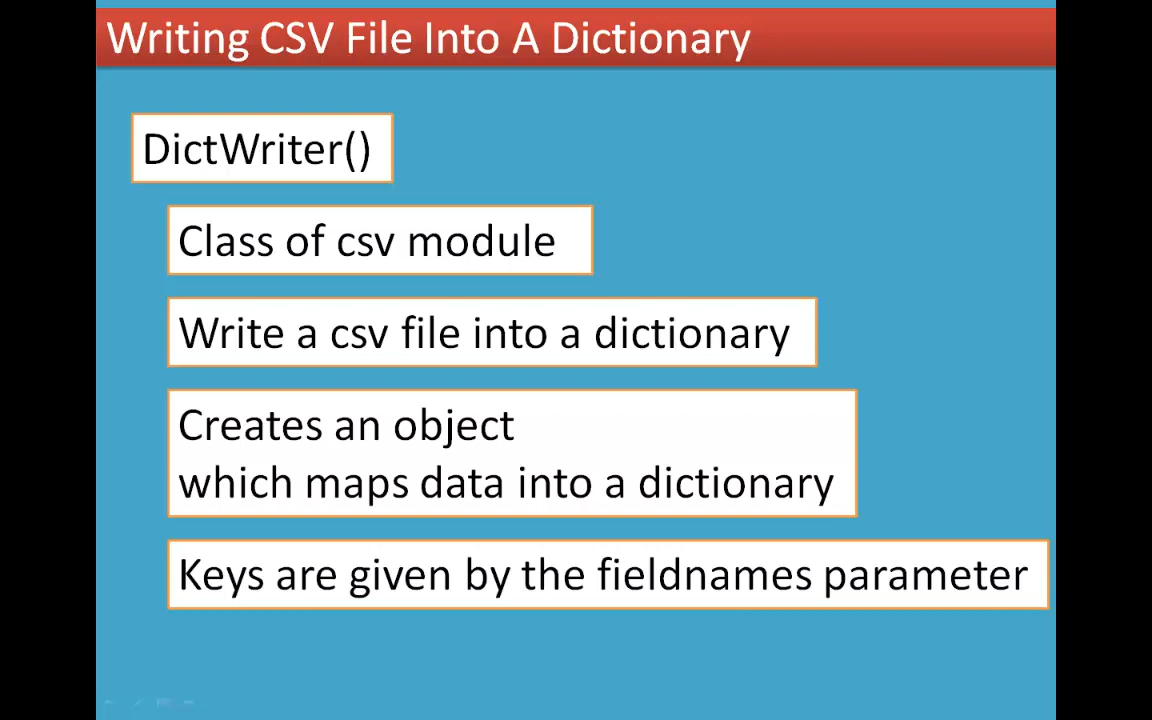 Writing CSV File Into A Dictionary
DictWriter()
Class of csv module
Write a csv file into a dictionary
Creates an object
which maps data into a dictionary
Keys are given by the fieldnames parameter